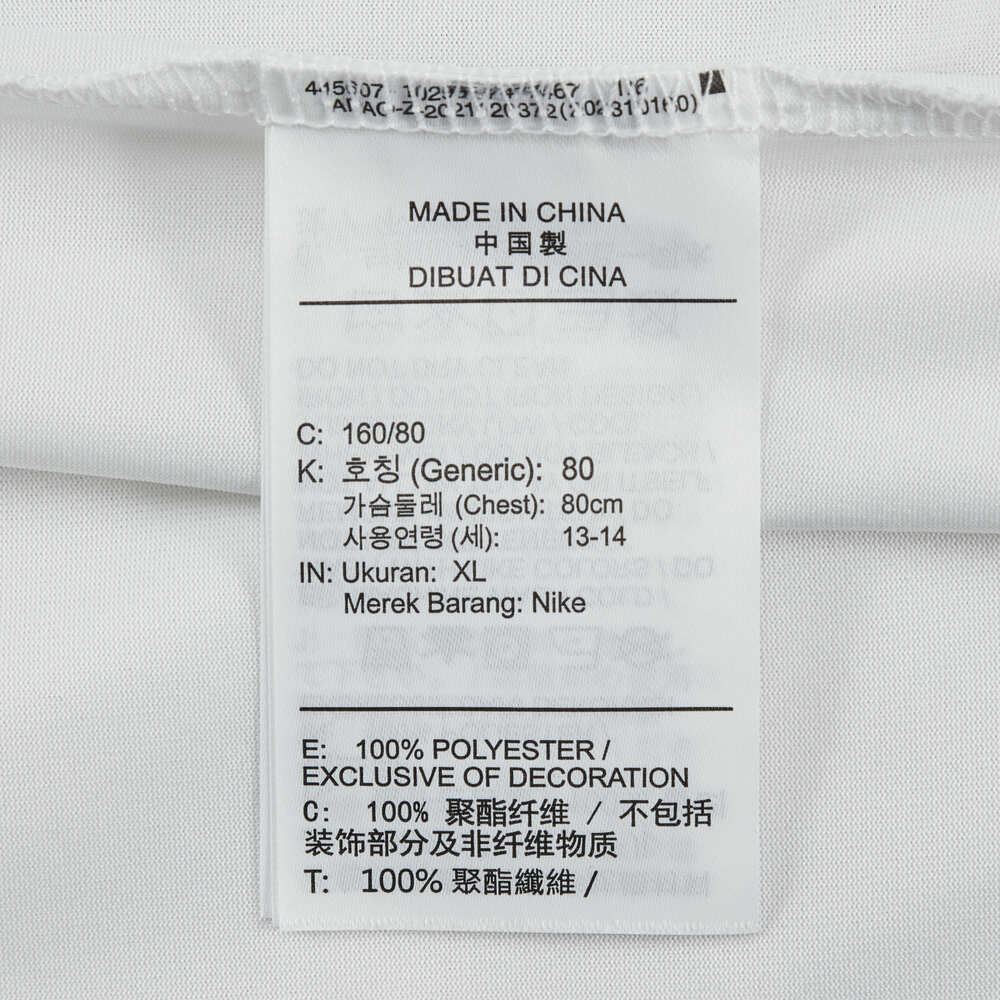 MADE IN CHINA
中国製
DIBUAT DI CINA
C: 160/80
K: 호칭 (Generic): 80
가슴둘레 (Chest): 80cm
사용연령 (세): 13-14
IN: Ukuran: XL
Merek Barang: Nike
E: 100% POLYESTER /
EXCLUSIVE OF DECORATION
C: 100% 聚酯纤维 / 不包括
装饰部分及非纤维物质
T: 100% 聚酯纖維 /